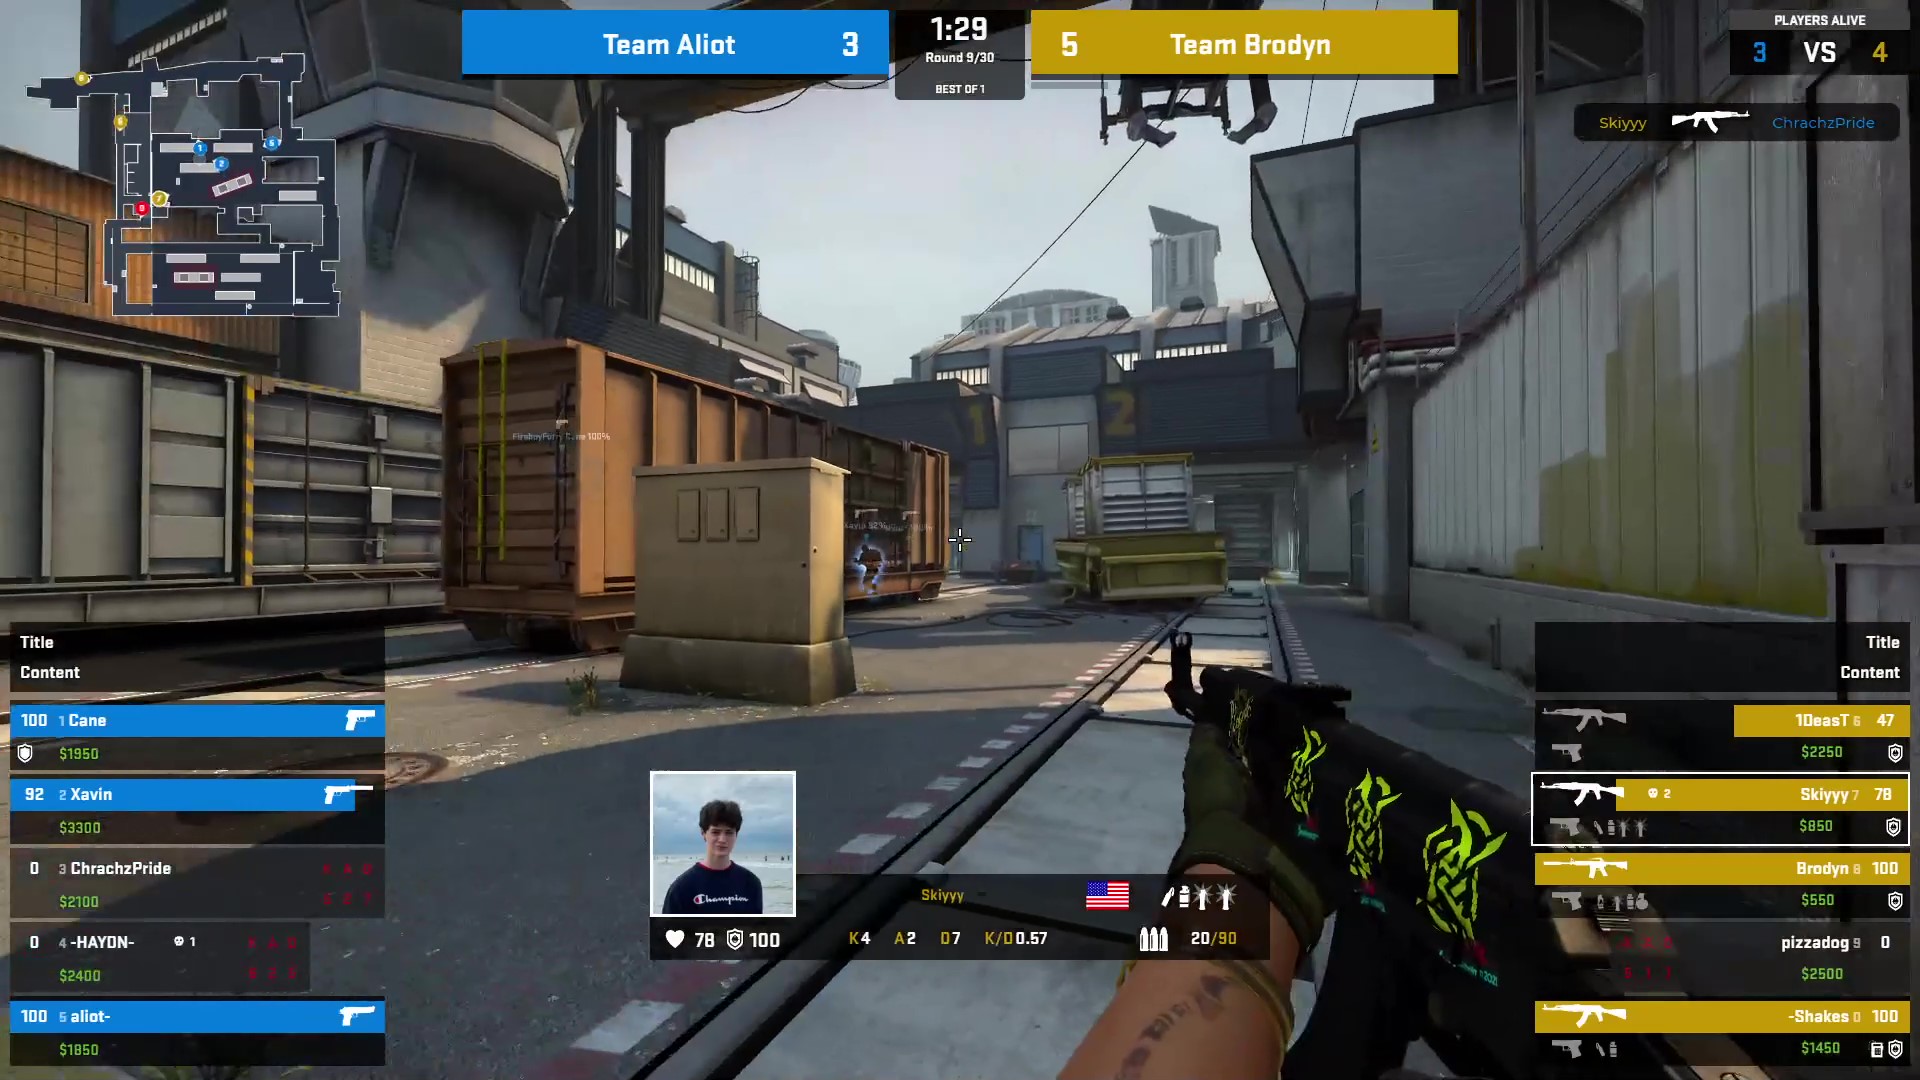 Team Aliot 3
1:29
Round 9/30
BEST OF 1
5 Team Brodyn
PLAYERS ALIVE
3 VS 4
Skiyyy ChrachzPride
1 2
Title
Content
100 1 Cane
$1950
92 2 Xavin
$3300
0 3 ChrachzPride
$2100
0 4 -HAYDN- 1
$2400
100 5 aliot-
$1850
Champion
Skiyyy
78 100 K4 A2 D7 K/D 0.57 20/90
Title
Content
1DeasT 6 47
$2250
2 Skiyyy 7 78
$850
Brodyn 8 100
$550
pizzadog 9 0
$2500
-Shakes 0 100
$1450